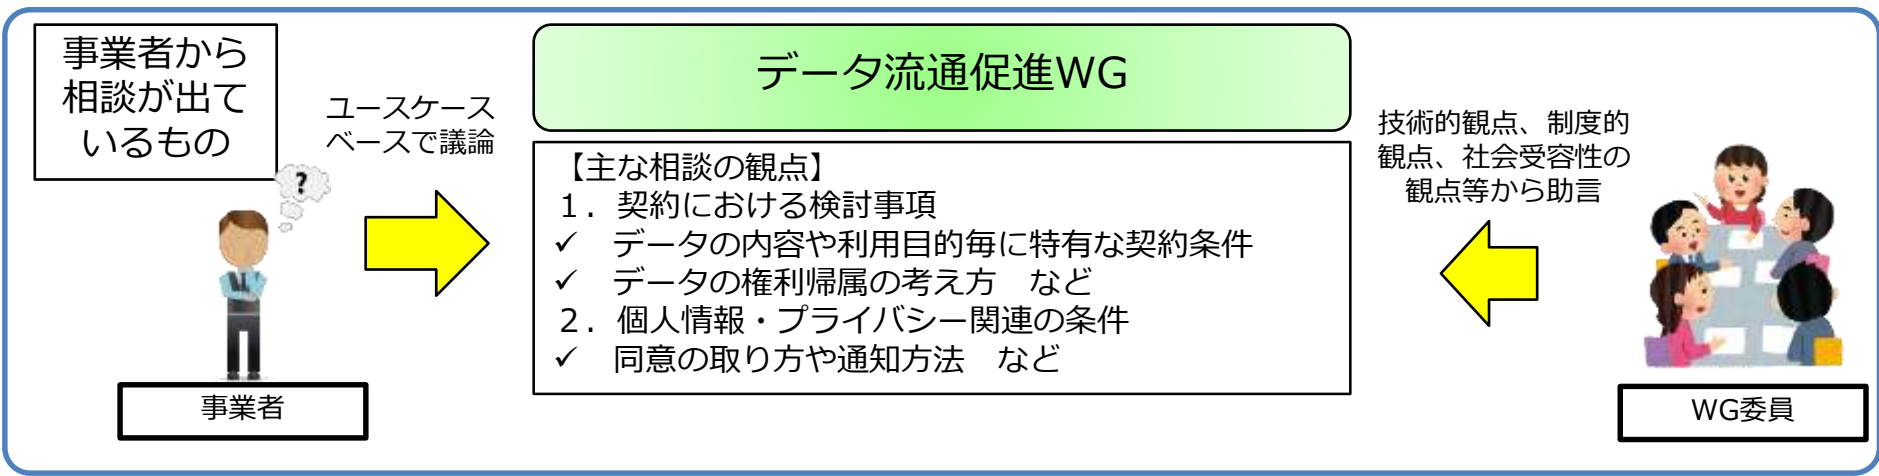 事業者から
相談が出て
いるもの
ユースケース
ベースで議論
?
事業者
データ流通促進WG
【主な相談の観点】
１．契約における検討事項
✓ データの内容や利用目的毎に特有な契約条件
✓ データの権利帰属の考え方　など
２．個人情報・プライバシー関連の条件
✓ 同意の取り方や通知方法　など
技術的観点、制度的
観点、社会受容性の
観点等から助言
WG委員